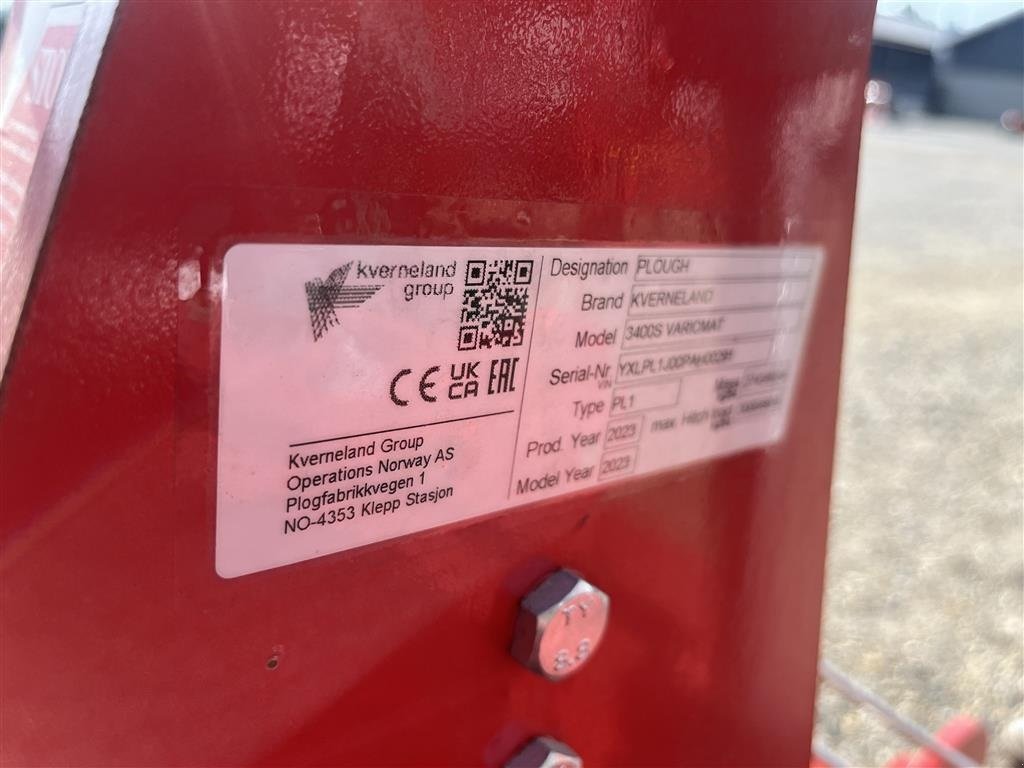 kverneland
group
CE UK CA EAC
Kverneland Group
Operations Norway AS
Plogfabrikkvegen 1
NO-4353 Klepp Stasjon
Designation PLOUGH
Brand KVERNELAND
Model 3400S VARIOMAT
Serial-Nr
VIN
Type PL1
Prod. Year 2023 max. Hitch
Model Year 2023
TY
8.8